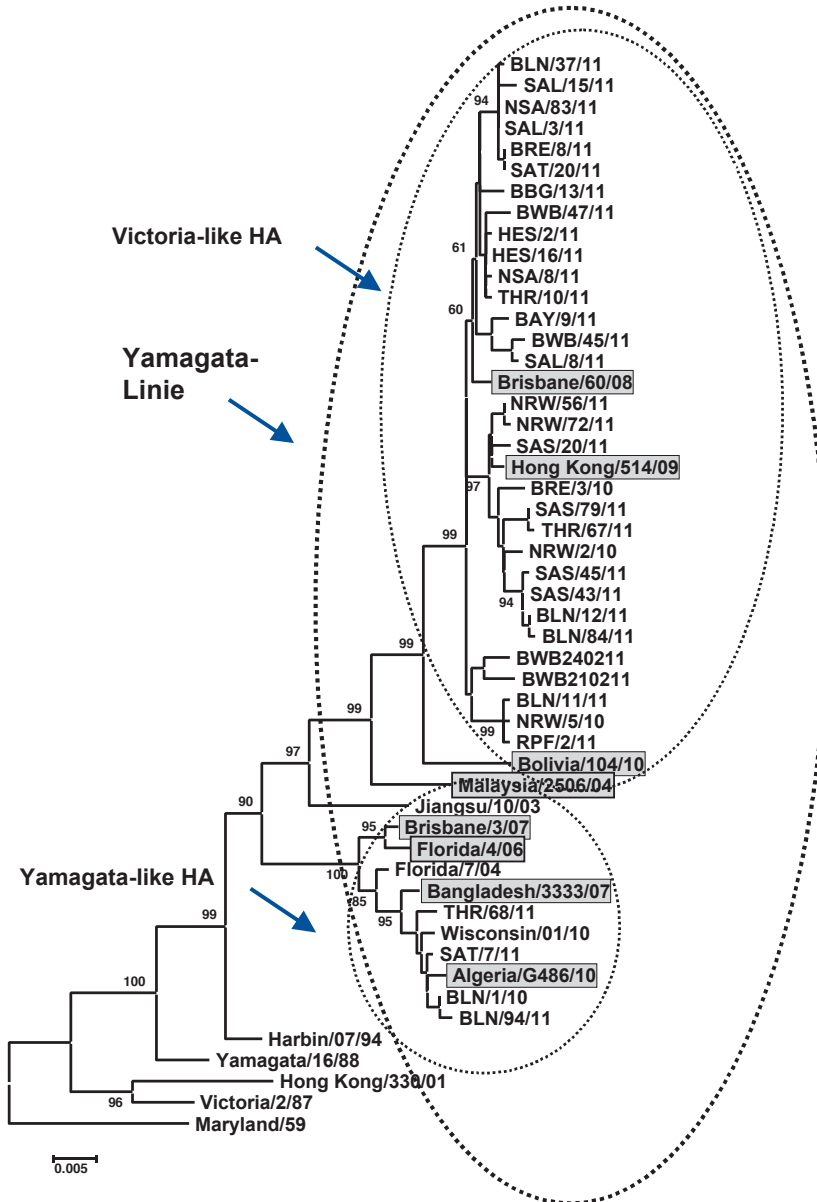 BLN/37/11
SAL/15/11
94
NSA/83/11
SAL/3/11
BRE/8/11
SAT/20/11
BBG/13/11
BWB/47/11
Victoria-like HA
HES/2/11
61
HES/16/11
NSA/8/11
THR/10/11
60
BAY/9/11
BWB/45/11
SAL/8/11
Yamagata-
Linie
Brisbane/60/08
NRW/56/11
NRW/72/11
SAS/20/11
Hong Kong/514/09
97
BRE/3/10
SAS/79/11
THR/67/11
99
NRW/2/10
SAS/45/11
SAS/43/11
94
BLN/12/11
BLN/84/11
99
BWB240211
BWB210211
BLN/11/11
99
NRW/5/10
99
RPF/2/11
97
Bolivia/104/10
Malaysia/2506/04
Jiangsu/10/03
90
95
Brisbane/3/07
Florida/4/06
100
Florida/7/04
Yamagata-like HA
85
Bangladesh/3333/07
95
THR/68/11
99
Wisconsin/01/10
SAT/7/11
Algeria/G486/10
100
BLN/1/10
BLN/94/11
Harbin/07/94
Yamagata/16/88
Hong Kong/330/01
96
Victoria/2/87
Maryland/59
0.005